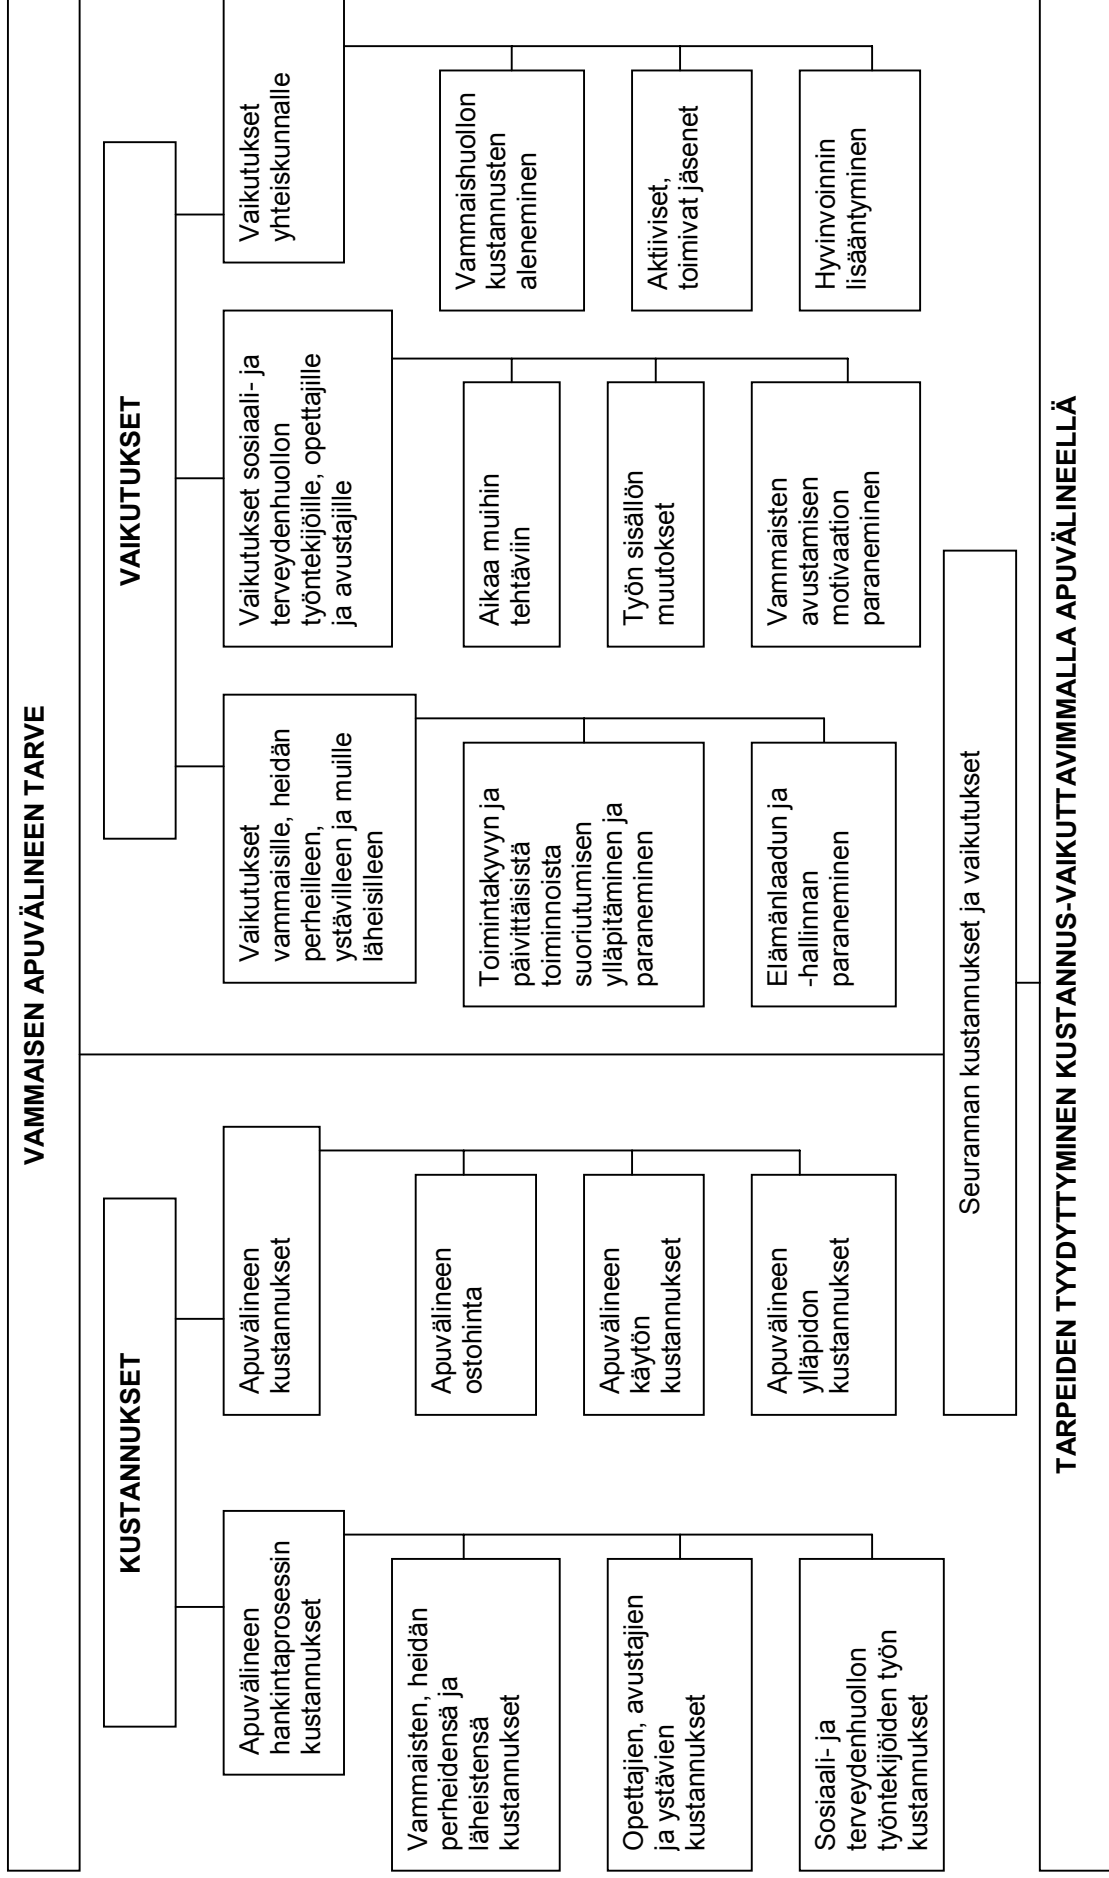 VAMMAISEN APUVÄLINEEN TARVE
KUSTANNUKSET
Apuvälineen
hankintaprosessin
kustannukset
Vammaisten, heidän
perheidensä ja
läheistensä
kustannukset
Opettajien, avustajien
ja ystävien
kustannukset
Sosiaali- ja
terveydenhuollon
työntekijöiden työn
kustannukset
Apuvälineen
kustannukset
Apuvälineen
ostohinta
Apuvälineen
käytön
kustannukset
Apuvälineen
ylläpidon
kustannukset
VAIKUTUKSET
Vaikutukset
vammaisille, heidän
perheilleen,
ystävilleen ja muille
läheisilleen
Toimintakyvyn ja
päivittäisistä
toiminnoista
suoriutumisen
ylläpitäminen ja
paraneminen
Elämänlaadun ja
-hallinnan
paraneminen
Vaikutukset sosiaali- ja
terveydenhuollon
työntekijöille, opettajille
ja avustajille
Aikaa muihin
tehtäviin
Työn sisällön
muutokset
Vammaisten
avustamisen
motivaation
paraneminen
Vaikutukset
yhteiskunnalle
Vammaishuollon
kustannusten
aleneminen
Aktiiviset,
toimivat jäsenet
Hyvinvoinnin
lisääntyminen
Seurannan kustannukset ja vaikutukset
TARPEIDEN TYYDYTTYMINEN KUSTANNUS-VAIKUTTAVIMMALLA APUVÄLINEELLÄ